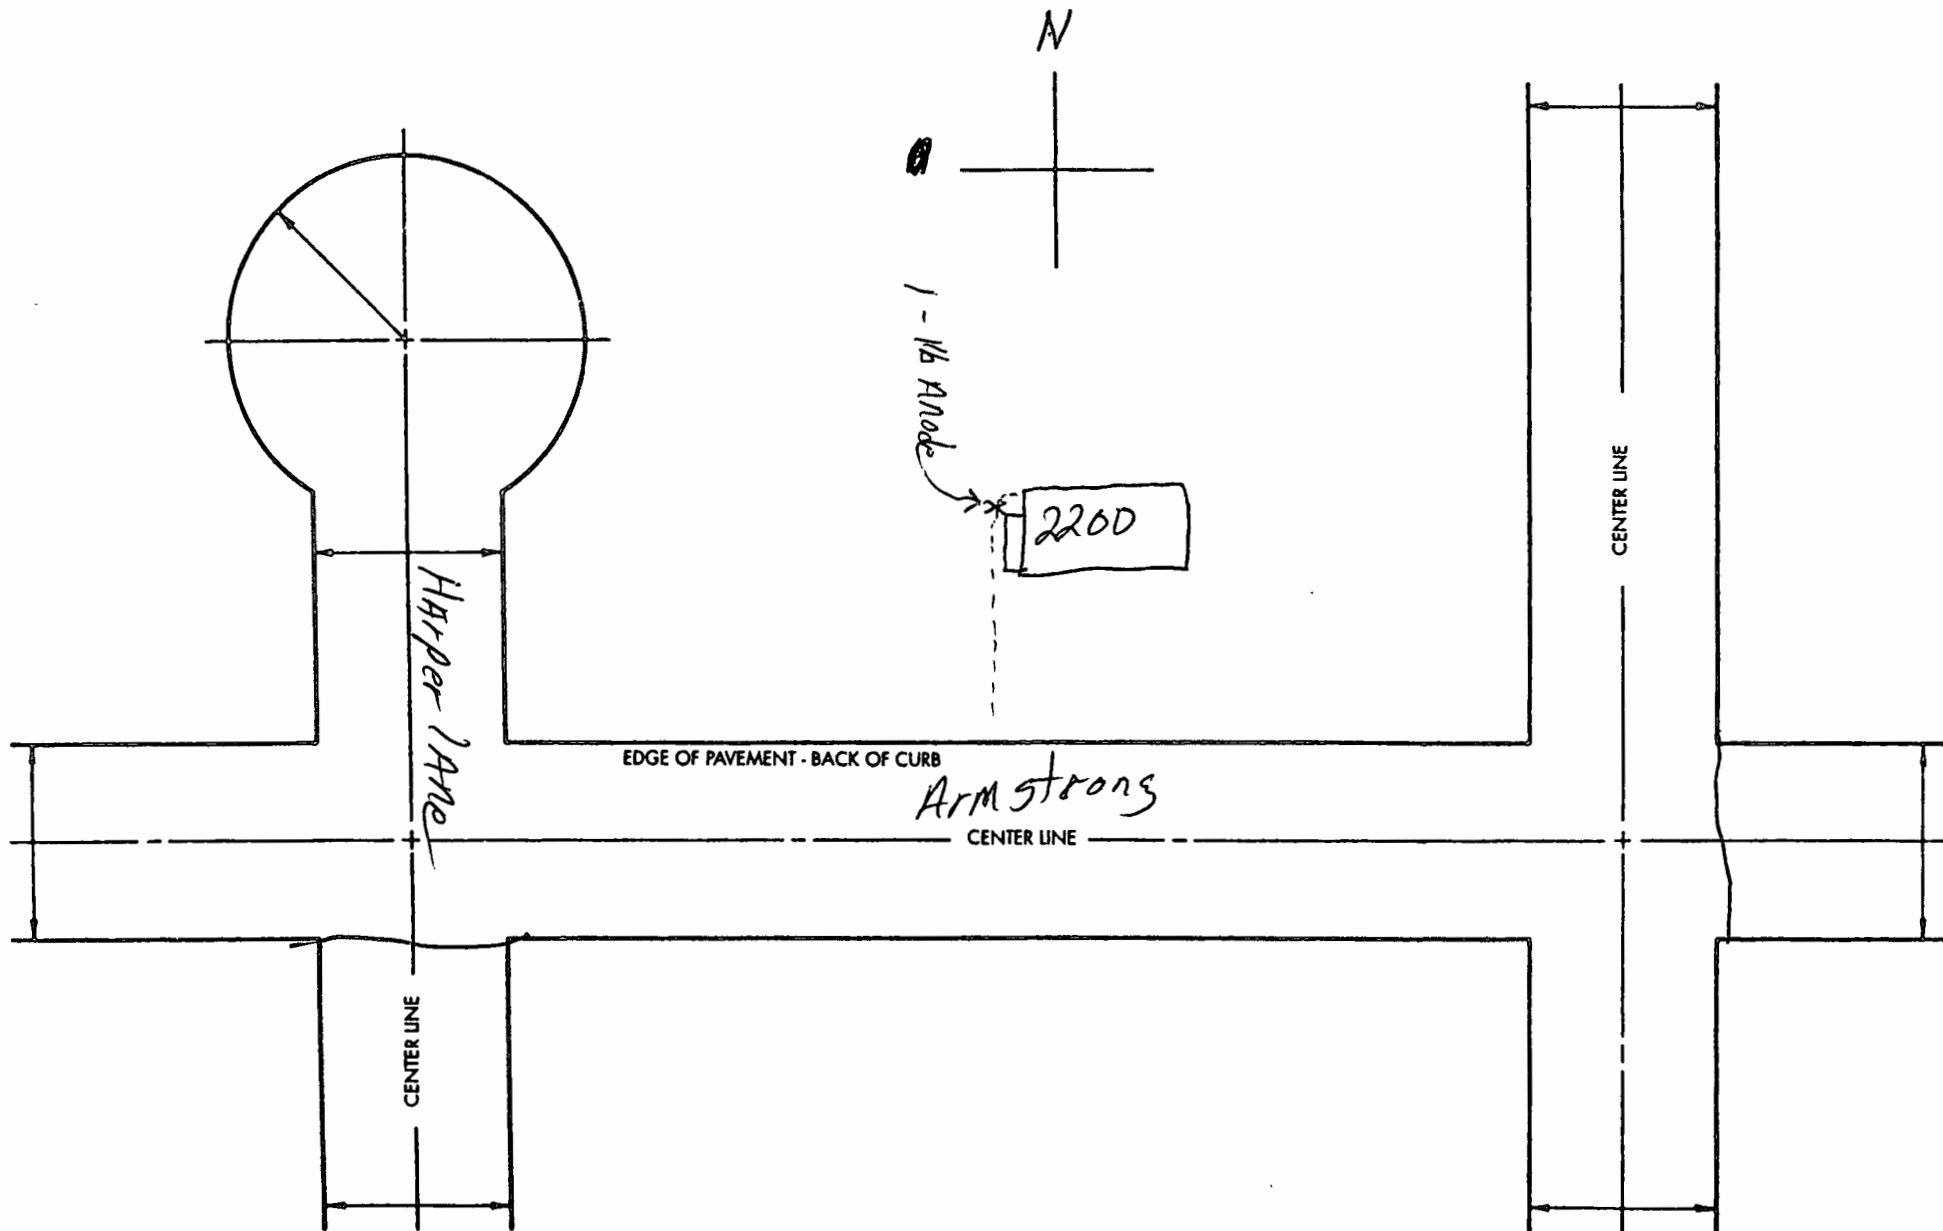 N
1 - 1lb Anode
2200
CENTER LINE
Harper lane
EDGE OF PAVEMENT - BACK OF CURB
Armstrong
CENTER LINE
CENTER LINE